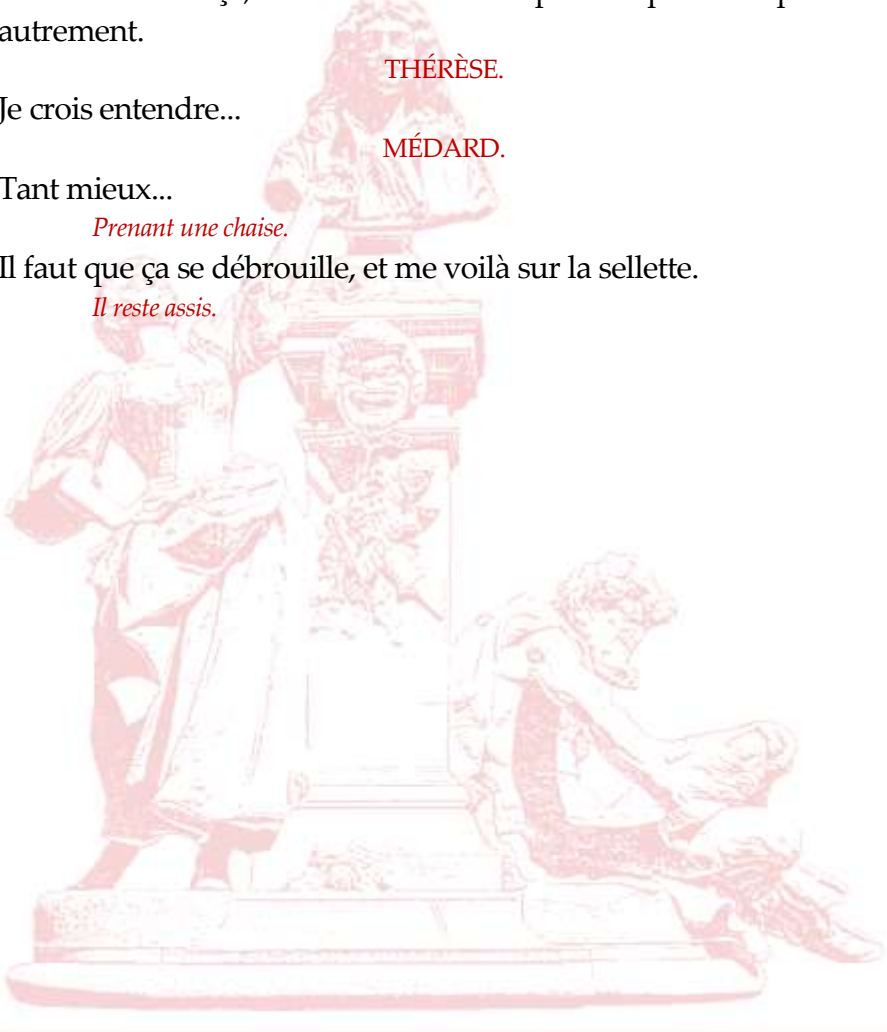 autrement.
THÉRÈSE.
Je crois entendre...
MÉDARD.
Tant mieux...
Prenant une chaise.
Il faut que ça se débrouille, et me voilà sur la sellette.
Il reste assis.